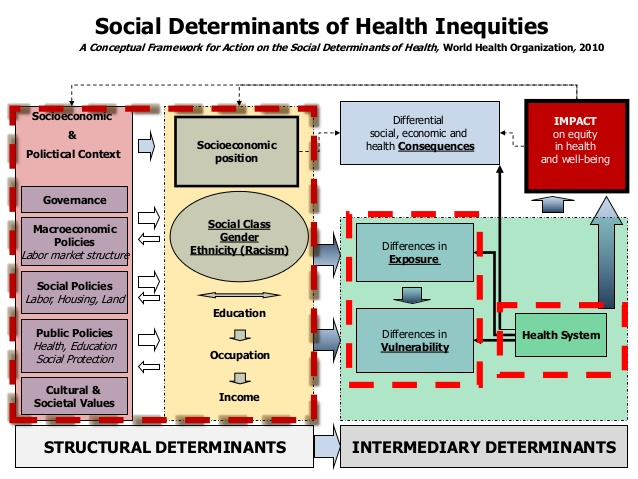 Social Determinants of Health Inequities
A Conceptual Framework for Action on the Social Determinants of Health, World Health Organization, 2010
Socioeconomic
&
Polictical Context
Governance
Macroeconomic
Policies
Labor market structure
Social Policies
Labor, Housing, Land
Public Policies
Health, Education
Social Protection
Cultural &
Societal Values
Socioeconomic
position
Social Class
Gender
Ethnicity (Racism)
Education
Occupation
Income
Differential
social, economic and
health Consequences
IMPACT
on equity
in health
and well-being
Differences in
Exposure
Differences in
Vulnerability
Health System
STRUCTURAL DETERMINANTS
INTERMEDIARY DETERMINANTS